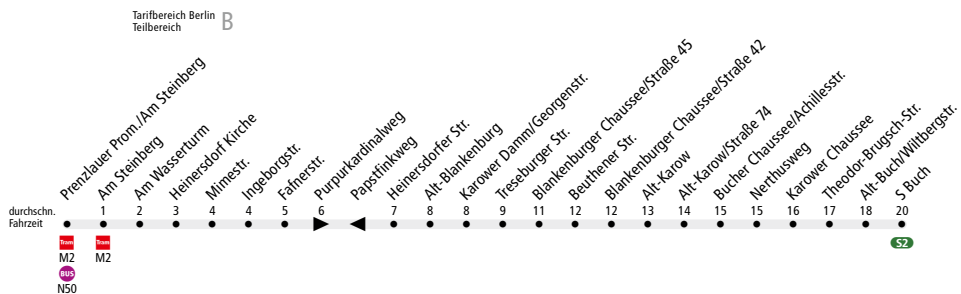 Tarifbereich Berlin
Teilbereich
B
Prenzlauer Prom./Am Steinberg
Am Steinberg
Am Wasserturm
Heinersdorf Kirche
Mimestr.
Ingeborgstr.
Fafnerstr.
Purpurkardinalweg
Papstfinkweg
Heinersdorfer Str.
Alt-Blankenburg
Karower Damm/Georgenstr.
Treseburger Str.
Blankenburger Chaussee/Straße 45
Beuthener Str.
Blankenburger Chaussee/Straße 42
Alt-Karow
Alt-Karow/Straße 74
Bucher Chaussee/Achillesstr.
Nerthusweg
Karower Chaussee
Theodor-Brugsch-Str.
Alt-Buch/Wiltbergstr.
S Buch
durchschn.
Fahrzeit
1 2 3 4 4 5 6 7 8 8 9 11 12 12 13 14 15 15 16 17 18 20
Tram Tram S2
M2 M2
BUS
N50